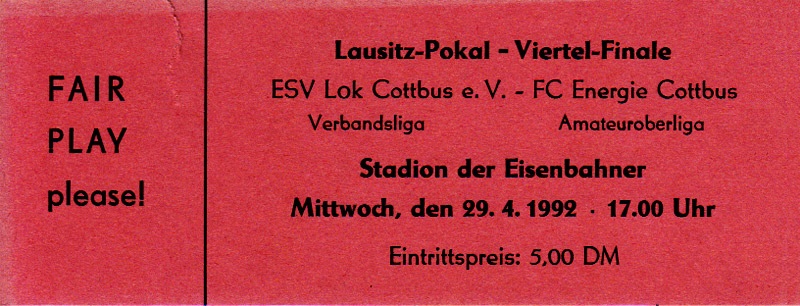 FAIR
PLAY
please!
Lausitz-Pokal - Viertel-Finale
ESV Lok Cottbus e. V. - FC Energie Cottbus
Verbandsliga Amateuroberliga
Stadion der Eisenbahner
Mittwoch, den 29. 4. 1992 · 17.00 Uhr
Eintrittspreis: 5,00 DM